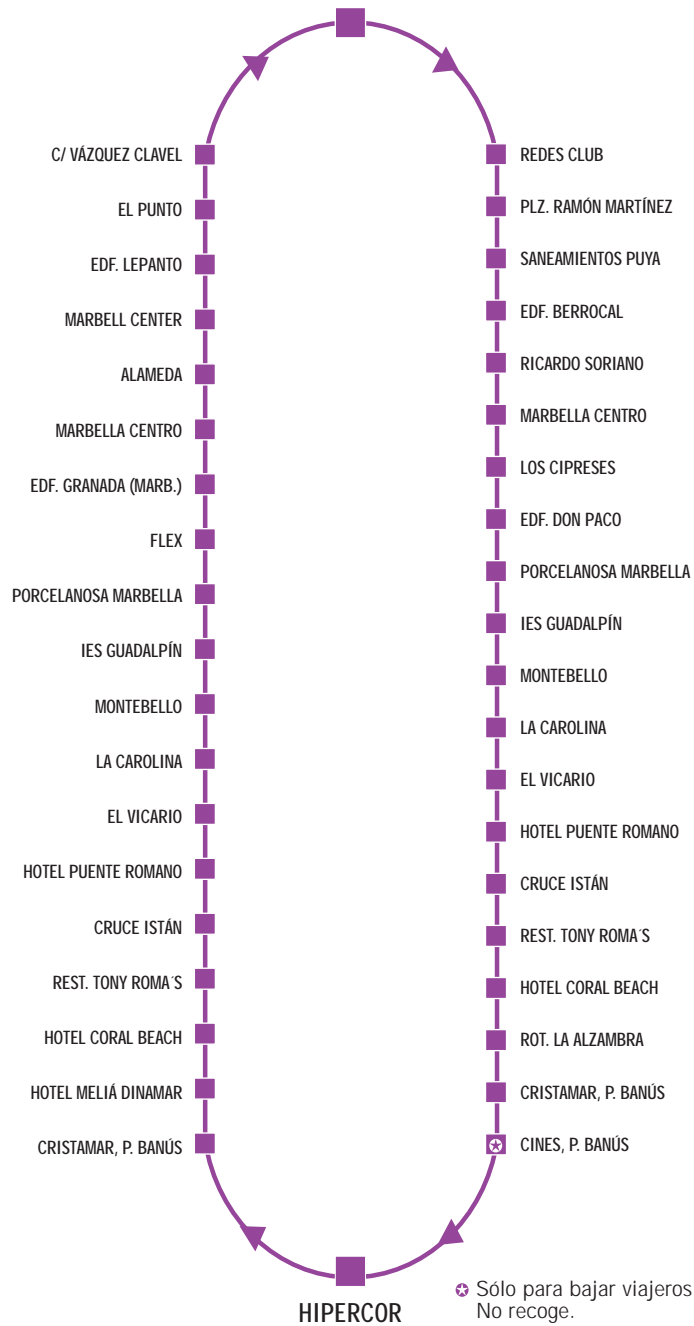 C/ VÁZQUEZ CLAVEL
EL PUNTO
EDF. LEPANTO
MARBELL CENTER
ALAMEDA
MARBELLA CENTRO
EDF. GRANADA (MARB.)
FLEX
PORCELANOSA MARBELLA
IES GUADALPÍN
MONTEBELLO
LA CAROLINA
EL VICARIO
HOTEL PUENTE ROMANO
CRUCE ISTÁN
REST. TONY ROMA´S
HOTEL CORAL BEACH
HOTEL MELIÁ DINAMAR
CRISTAMAR, P. BANÚS
REDES CLUB
PLZ. RAMÓN MARTÍNEZ
SANEAMIENTOS PUYA
EDF. BERROCAL
RICARDO SORIANO
MARBELLA CENTRO
LOS CIPRESES
EDF. DON PACO
PORCELANOSA MARBELLA
IES GUADALPÍN
MONTEBELLO
LA CAROLINA
EL VICARIO
HOTEL PUENTE ROMANO
CRUCE ISTÁN
REST. TONY ROMA´S
HOTEL CORAL BEACH
ROT. LA ALZAMBRA
CRISTAMAR, P. BANÚS
CINES, P. BANÚS
HIPERCOR
✪ Sólo para bajar viajeros
No recoge.